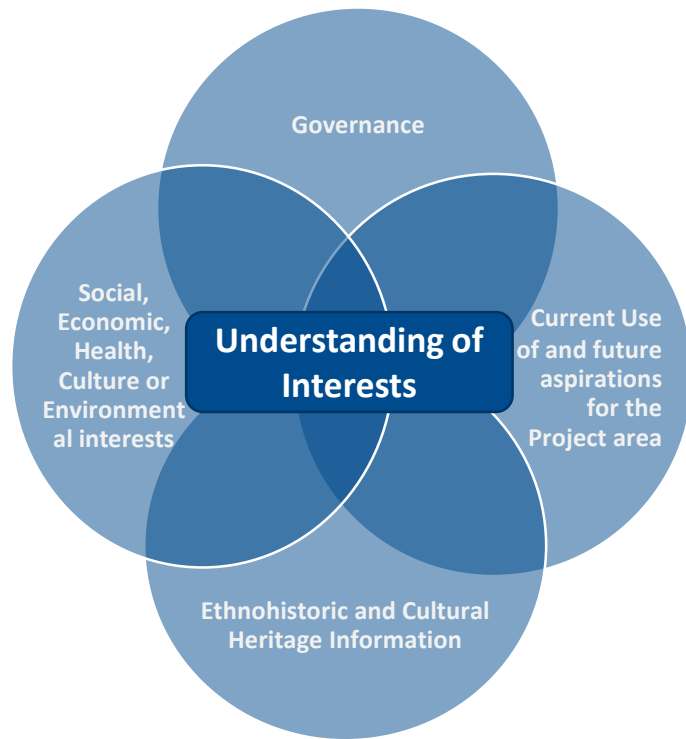 Governance
Social,
Economic,
Health,
Culture or
Environment
al interests
Understanding of
Interests
Current Use
of and future
aspirations
for the
Project area
Ethnohistoric and Cultural
Heritage Information